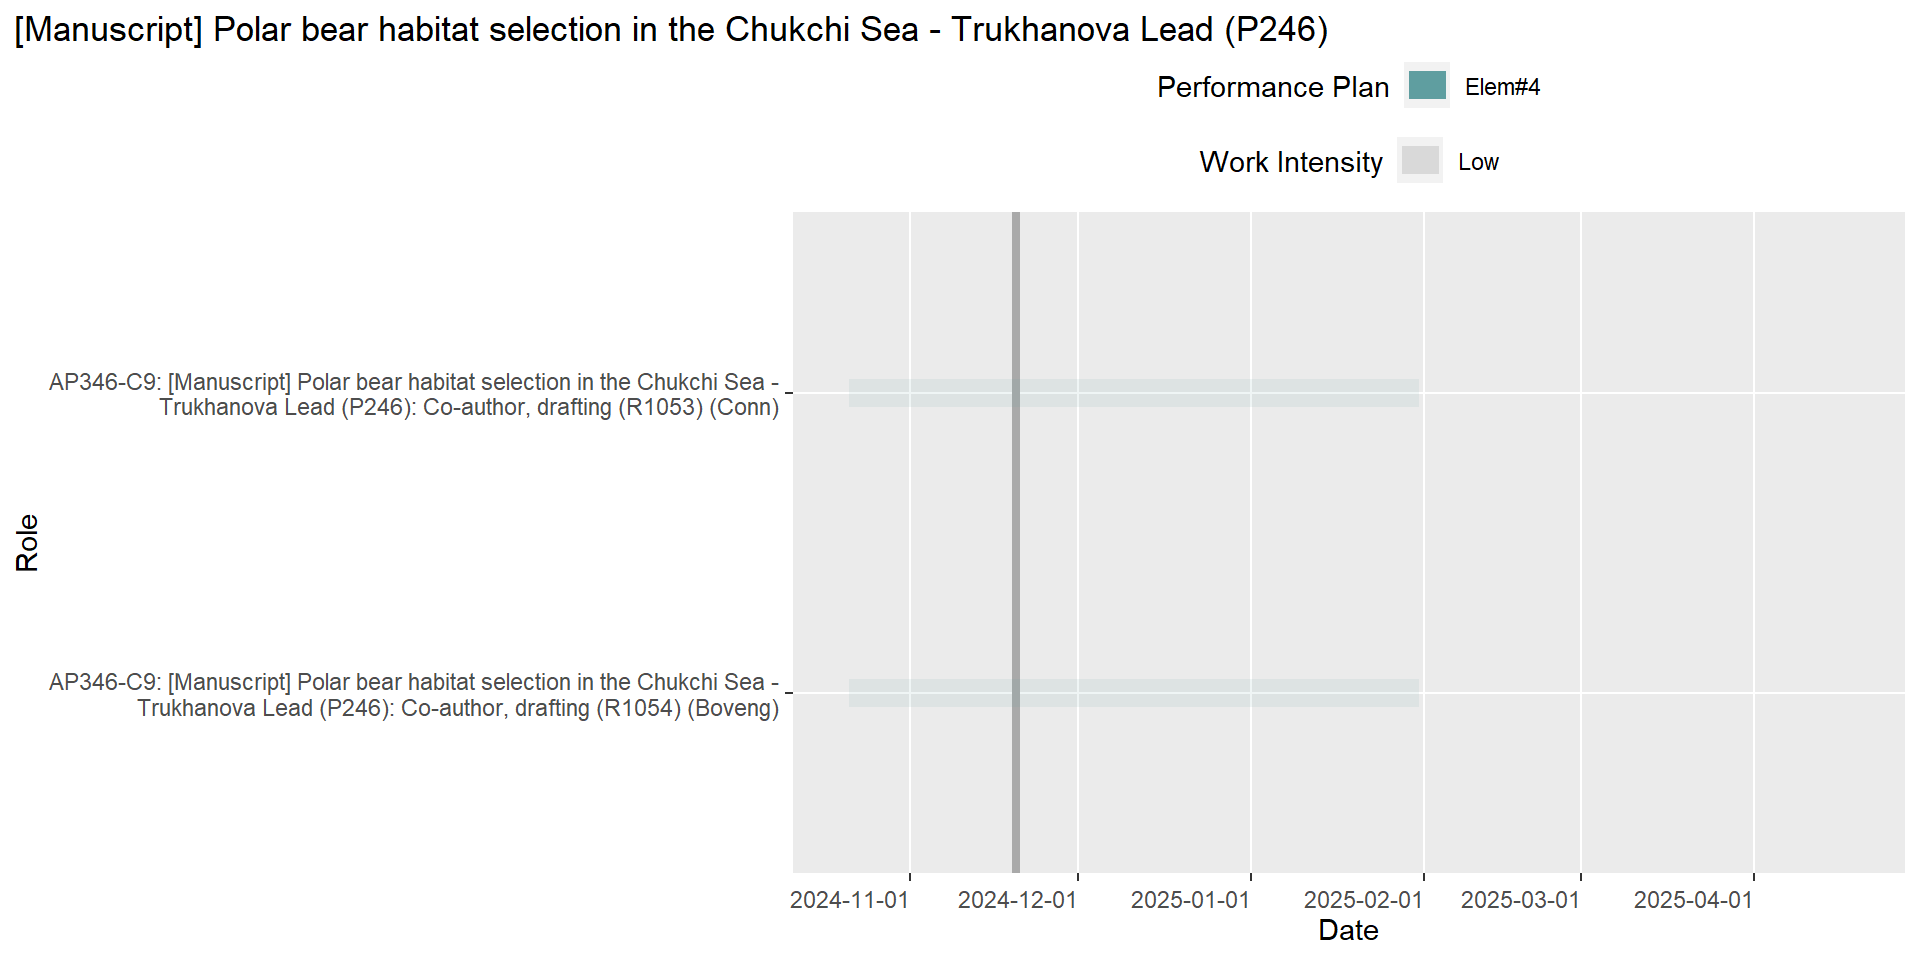 [Manuscript] Polar bear habitat selection in the Chukchi Sea - Trukhanova Lead (P246)
Performance Plan Elem#4
Work Intensity Low
AP346-C9: [Manuscript] Polar bear habitat selection in the Chukchi Sea -
Trukhanova Lead (P246): Co-author, drafting (R1053) (Conn)
Role
AP346-C9: [Manuscript] Polar bear habitat selection in the Chukchi Sea -
Trukhanova Lead (P246): Co-author, drafting (R1054) (Boveng)
2024-11-01 2024-12-01 2025-01-01 2025-02-01 2025-03-01 2025-04-01
Date